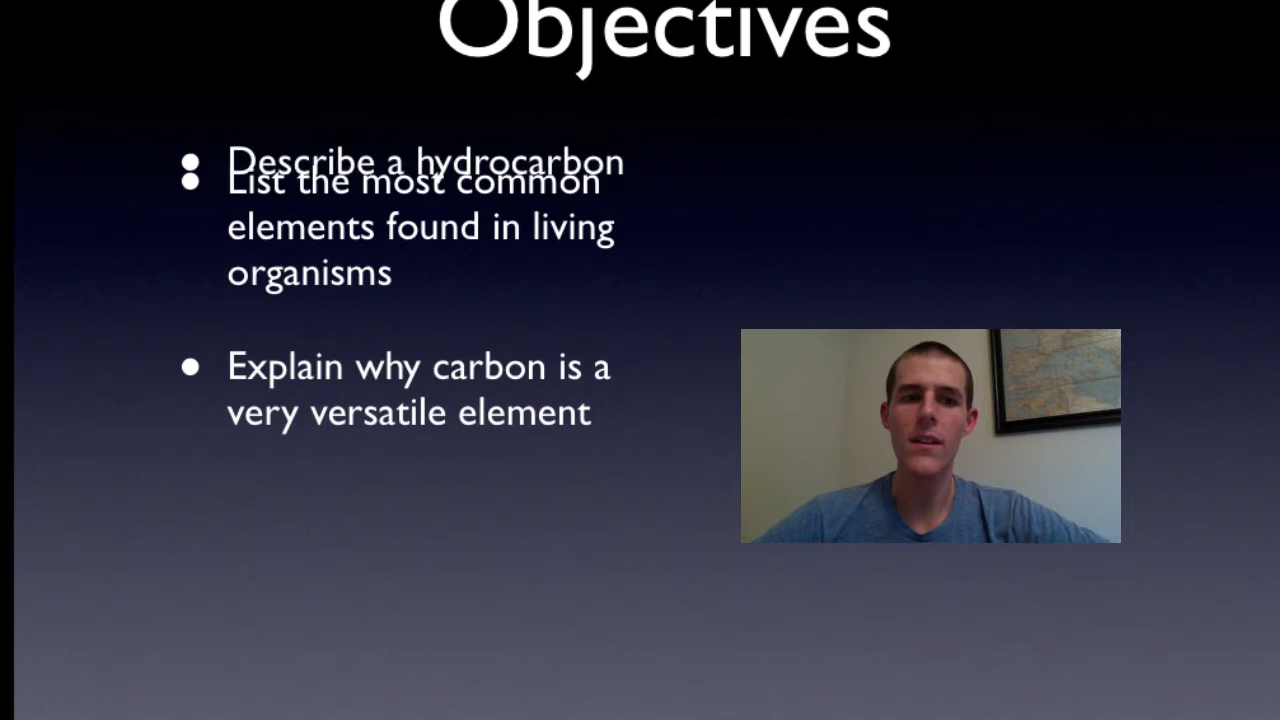 Objectives
• Describe a hydrocarbon
• List the most common
elements found in living
organisms
• Explain why carbon is a
very versatile element